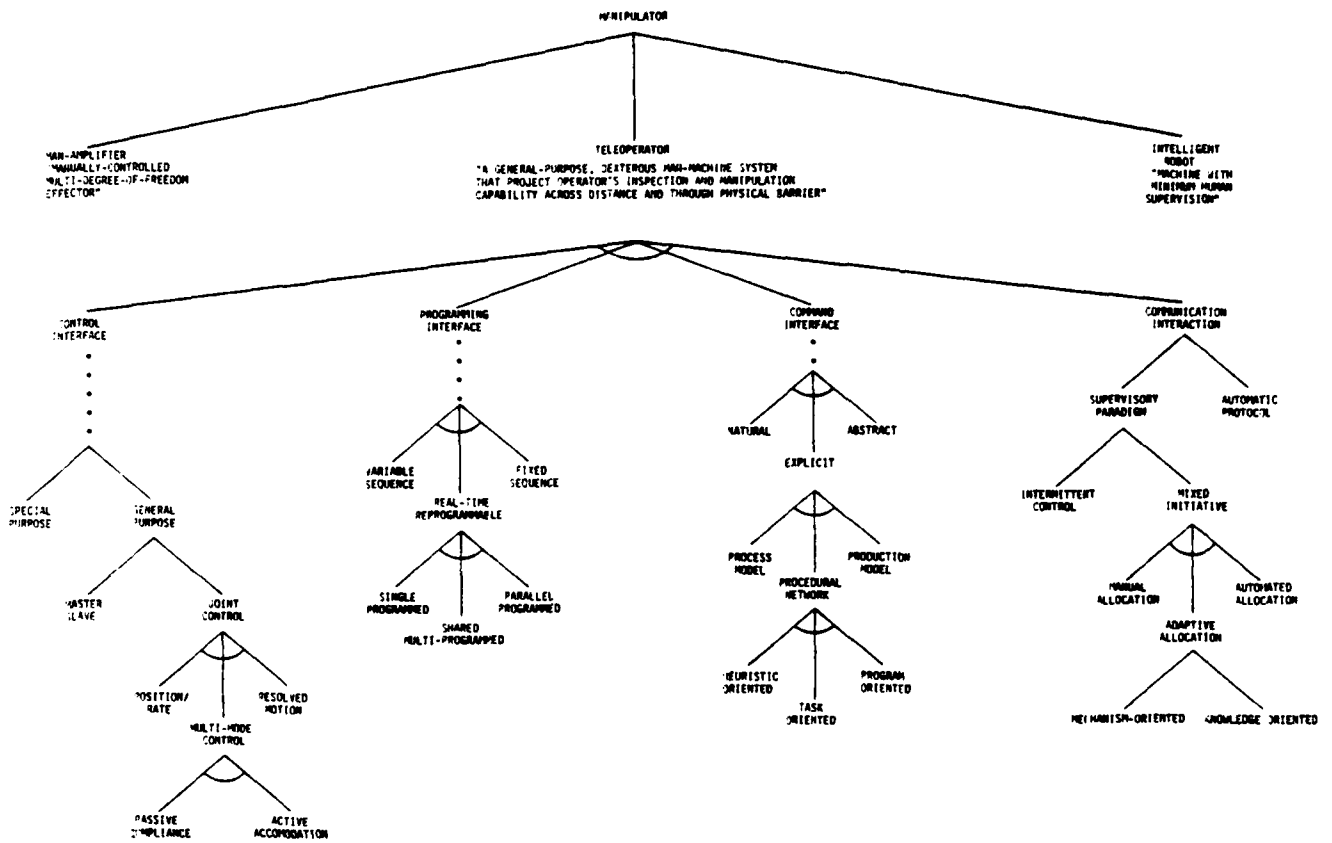 MANIPULATOR
MAN-AMPLIFIER
"MANUALLY-CONTROLLED
MULTI-DEGREE-OF-FREEDOM
EFFECTOR"
TELEOPERATOR
"A GENERAL-PURPOSE, DEXTEROUS MAN-MACHINE SYSTEM
THAT PROJECT OPERATOR'S INSPECTION AND MANIPULATION
CAPABILITY ACROSS DISTANCE AND THROUGH PHYSICAL BARRIER"
INTELLIGENT
ROBOT
"MACHINE WITH
MINIMUM HUMAN
SUPERVISION"
CONTROL
INTERFACE
PROGRAMMING
INTERFACE
COMMAND
INTERFACE
COMMUNICATION
INTERACTION
SPECIAL
PURPOSE
GENERAL
PURPOSE
MASTER
SLAVE
JOINT
CONTROL
POSITION/
RATE
RESOLVED
MOTION
MULTI-MODE
CONTROL
PASSIVE
COMPLIANCE
ACTIVE
ACCOMODATION
VARIABLE
SEQUENCE
FIXED
SEQUENCE
REAL-TIME
REPROGRAMMABLE
SINGLE
PROGRAMMED
PARALLEL
PROGRAMMED
SHARED
MULTI-PROGRAMMED
NATURAL
ABSTRACT
EXPLICIT
PROCESS
MODEL
PRODUCTION
MODEL
PROCEDURAL
NETWORK
HEURISTIC
ORIENTED
PROGRAM
ORIENTED
TASK
ORIENTED
SUPERVISORY
PARADIGM
AUTOMATIC
PROTOCOL
INTERMITTERT
CONTROL
MIXED
INITIATIVE
MANUAL
ALLOCATION
AUTOMATED
ALLOCATION
ADAPTIVE
ALLOCATION
MECHANISM-ORIENTED
KNOWLEDGE ORIENTED